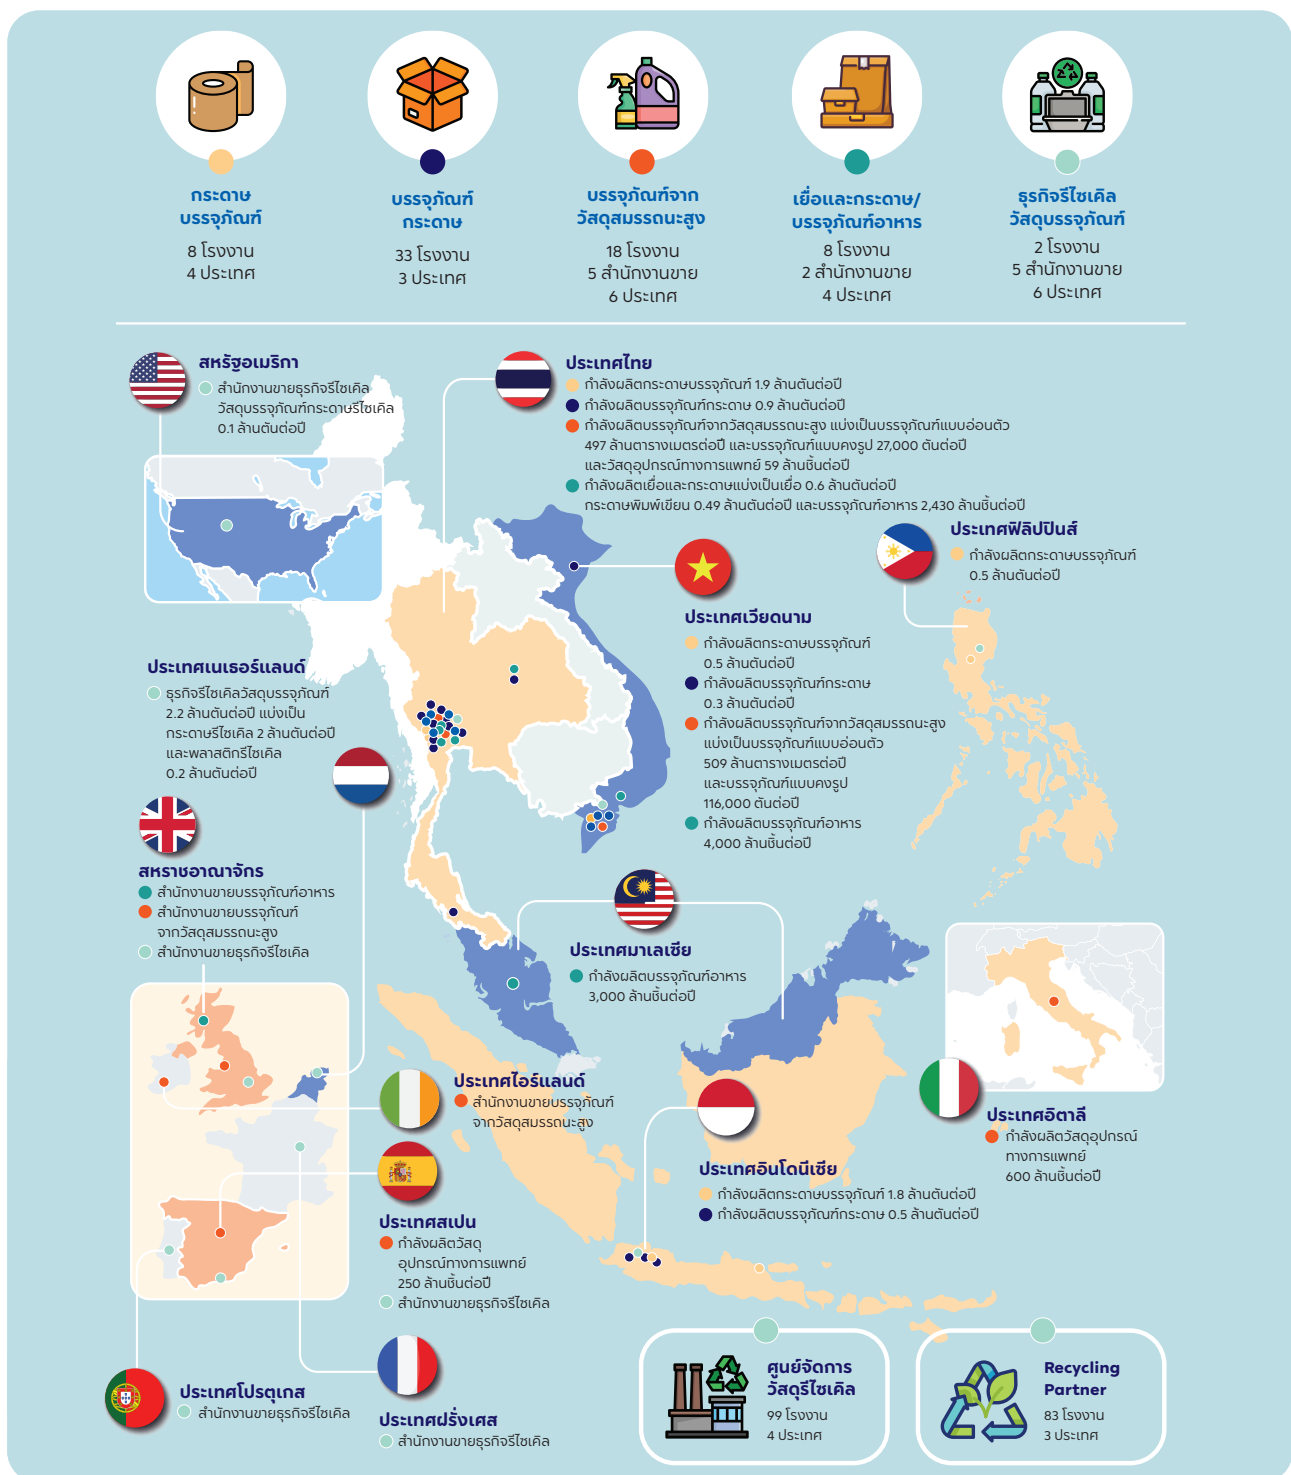 กระดาษ
บรรจุภัณฑ์
8 โรงงาน
4 ประเทศ
บรรจุภัณฑ์
กระดาษ
33 โรงงาน
3 ประเทศ
บรรจุภัณฑ์จาก
วัสดุสมรรถนะสูง
18 โรงงาน
5 สำนักงานขาย
6 ประเทศ
เยื่อและกระดาษ/
บรรจุภัณฑ์อาหาร
8 โรงงาน
2 สำนักงานขาย
4 ประเทศ
ธุรกิจรีไซเคิล
วัสดุบรรจุภัณฑ์
2 โรงงาน
5 สำนักงานขาย
6 ประเทศ
สหรัฐอเมริกา
สำนักงานขายธุรกิจรีไซเคิล
วัสดุบรรจุภัณฑ์กระดาษรีไซเคิล
0.1 ล้านตันต่อปี
ประเทศไทย
กำลังผลิตกระดาษบรรจุภัณฑ์ 1.9 ล้านตันต่อปี
กำลังผลิตบรรจุภัณฑ์กระดาษ 0.9 ล้านตันต่อปี
กำลังผลิตบรรจุภัณฑ์จากวัสดุสมรรถนะสูง แบ่งเป็นบรรจุภัณฑ์แบบอ่อนตัว
497 ล้านตารางเมตรต่อปี และบรรจุภัณฑ์แบบคงรูป 27,000 ตันต่อปี
และวัสดุอุปกรณ์ทางการแพทย์ 59 ล้านชิ้นต่อปี
กำลังผลิตเยื่อและกระดาษแบ่งเป็นเยื่อ 0.6 ล้านตันต่อปี
กระดาษพิมพ์เขียน 0.49 ล้านตันต่อปี และบรรจุภัณฑ์อาหาร 2,430 ล้านชิ้นต่อปี
ประเทศฟิลิปปินส์
กำลังผลิตกระดาษบรรจุภัณฑ์
0.5 ล้านตันต่อปี
ประเทศเวียดนาม
กำลังผลิตกระดาษบรรจุภัณฑ์
0.5 ล้านตันต่อปี
กำลังผลิตบรรจุภัณฑ์กระดาษ
0.3 ล้านตันต่อปี
กำลังผลิตบรรจุภัณฑ์จากวัสดุสมรรถนะสูง
แบ่งเป็นบรรจุภัณฑ์แบบอ่อนตัว
509 ล้านตารางเมตรต่อปี
และบรรจุภัณฑ์แบบคงรูป
116,000 ตันต่อปี
กำลังผลิตบรรจุภัณฑ์อาหาร
4,000 ล้านชิ้นต่อปี
ประเทศเนเธอร์แลนด์
ธุรกิจรีไซเคิลวัสดุบรรจุภัณฑ์
2.2 ล้านตันต่อปี แบ่งเป็น
กระดาษรีไซเคิล 2 ล้านตันต่อปี
และพลาสติกรีไซเคิล
0.2 ล้านตันต่อปี
สหราชอาณาจักร
สำนักงานขายบรรจุภัณฑ์อาหาร
สำนักงานขายบรรจุภัณฑ์
จากวัสดุสมรรถนะสูง
สำนักงานขายธุรกิจรีไซเคิล
ประเทศมาเลเซีย
กำลังผลิตบรรจุภัณฑ์อาหาร
3,000 ล้านชิ้นต่อปี
ประเทศไอร์แลนด์
สำนักงานขายบรรจุภัณฑ์
จากวัสดุสมรรถนะสูง
ประเทศอิตาลี
กำลังผลิตวัสดุอุปกรณ์
ทางการแพทย์
600 ล้านชิ้นต่อปี
ประเทศอินโดนีเซีย
กำลังผลิตกระดาษบรรจุภัณฑ์ 1.8 ล้านตันต่อปี
กำลังผลิตบรรจุภัณฑ์กระดาษ 0.5 ล้านตันต่อปี
ประเทศสเปน
กำลังผลิตวัสดุ
อุปกรณ์ทางการแพทย์
250 ล้านชิ้นต่อปี
สำนักงานขายธุรกิจรีไซเคิล
ประเทศโปรตุเกส
สำนักงานขายธุรกิจรีไซเคิล
ประเทศฝรั่งเศส
สำนักงานขายธุรกิจรีไซเคิล
ศูนย์จัดการ
วัสดุรีไซเคิล
99 โรงงาน
4 ประเทศ
Recycling
Partner
83 โรงงาน
3 ประเทศ